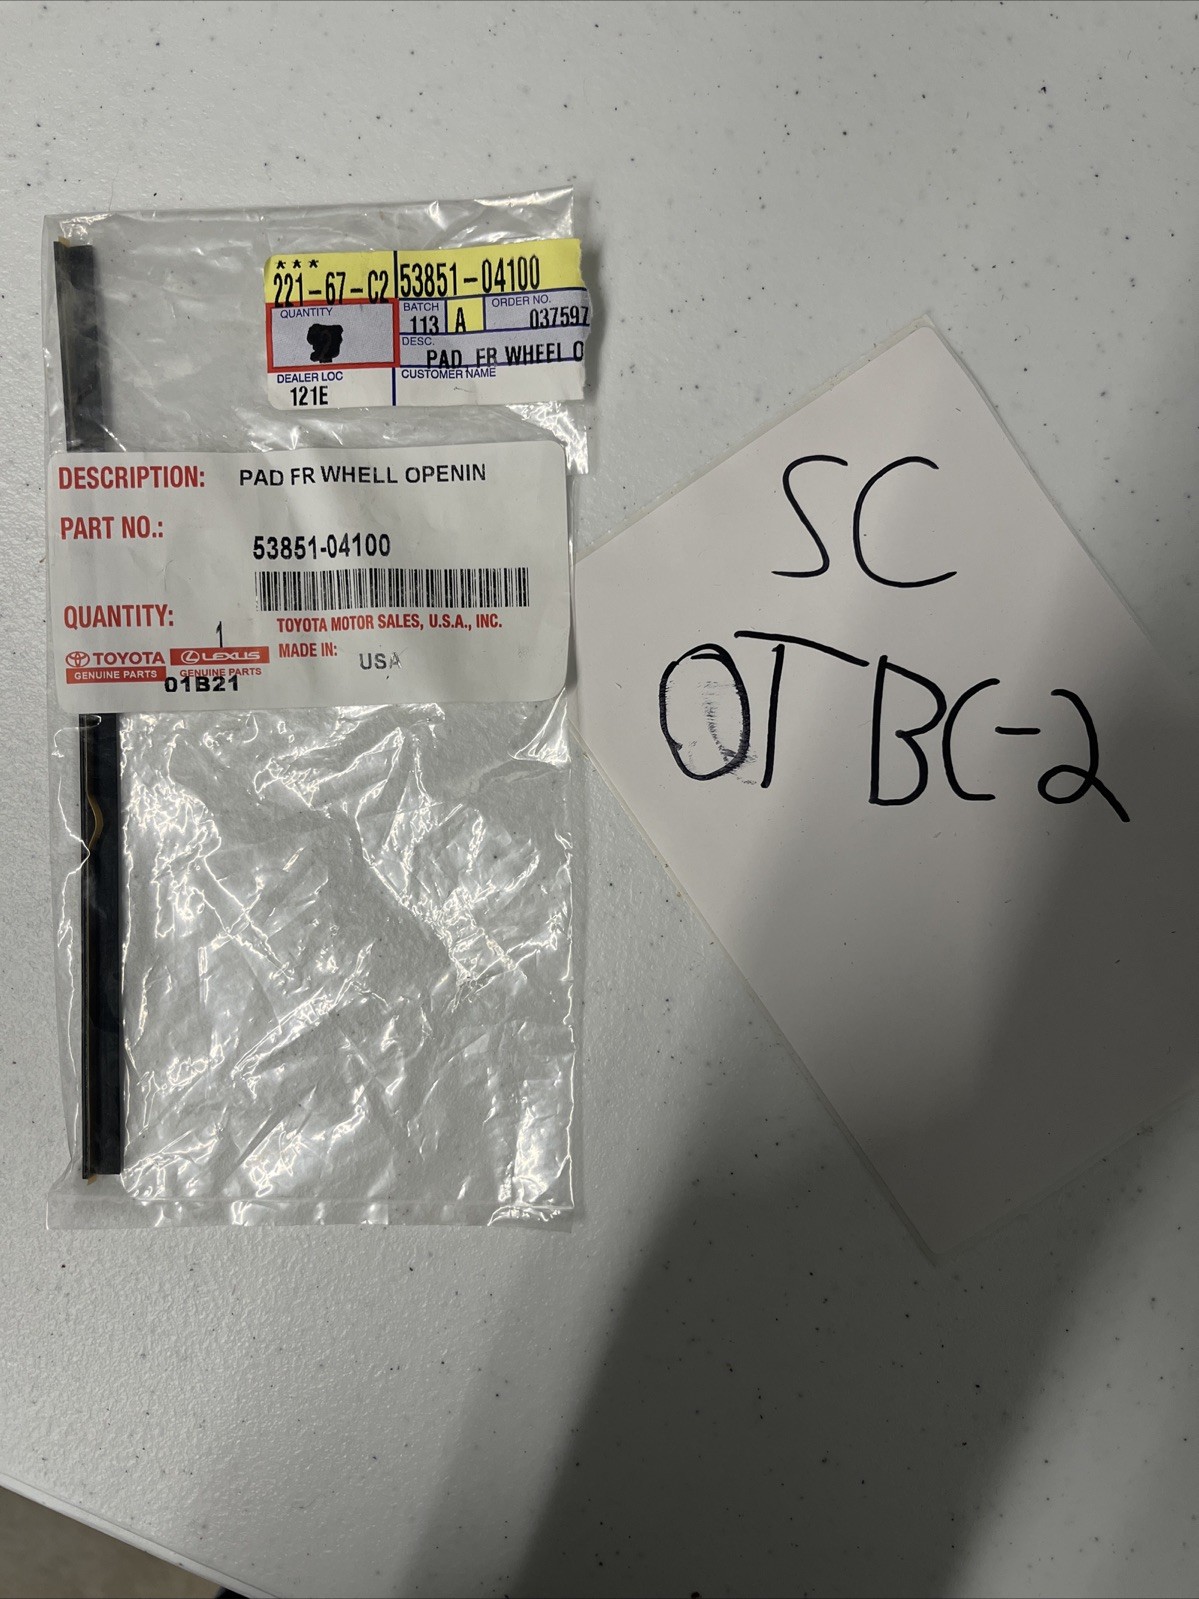 ***
221-67-C2 53851-04100
QUANTITY BATCH 113 A ORDER NO. 037597
DESC. PAD, FR WHEEL O
DEALER LOC 121E CUSTOMER NAME
DESCRIPTION: PAD FR WHELL OPENIN
PART NO.: 53851-04100
QUANTITY: 1
TOYOTA MOTOR SALES, U.S.A., INC.
TOYOTA LEXUS MADE IN: USA
GENUINE PARTS GENUINE PARTS
01B21
SC
OT BC-2